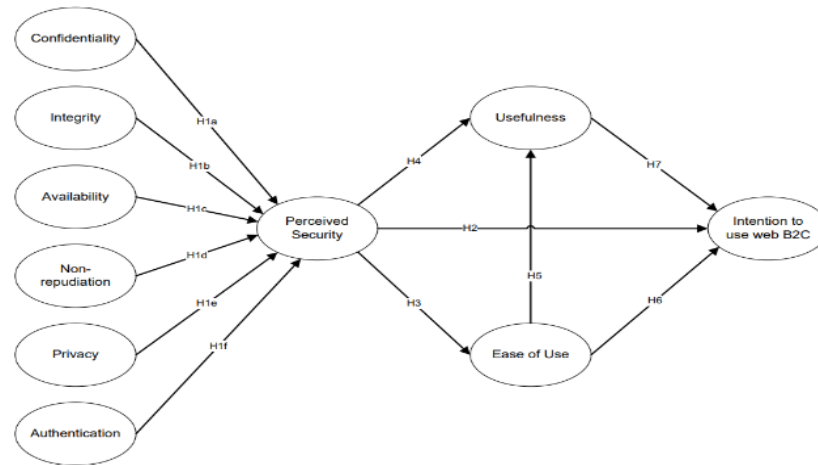 Confidentiality
H1a
Integrity
H1b
Availability
H1c
Non-
repudiation
H1d
Privacy
H1e
Authentication
H1f
Perceived
Security
H4
Usefulness
H7
H2
Intention to
use web B2C
H3
H5
H6
Ease of Use